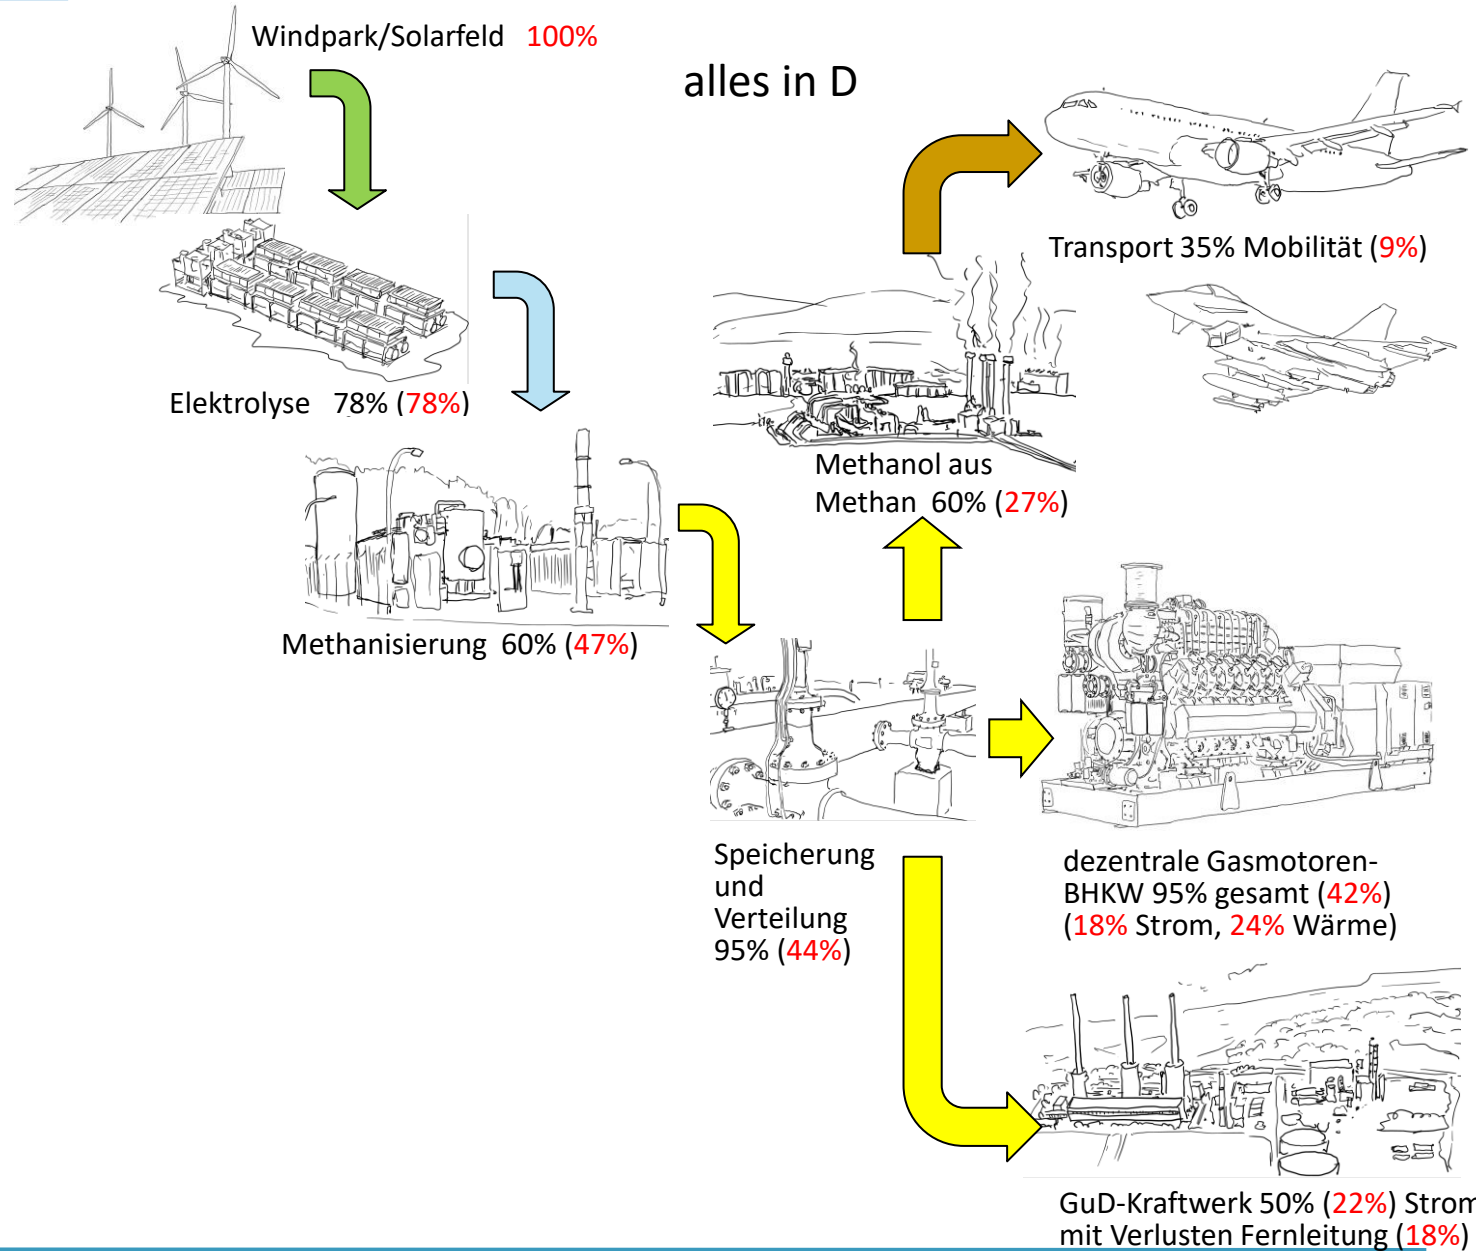 Windpark/Solarfeld 100%
alles in D
Transport 35% Mobilität (9%)
Elektrolyse 78% (78%)
Methanol aus
Methan 60% (27%)
Methanisierung 60% (47%)
Speicherung
und
Verteilung
95% (44%)
dezentrale Gasmotoren-
BHKW 95% gesamt (42%)
(18% Strom, 24% Wärme)
GuD-Kraftwerk 50% (22%) Strom
mit Verlusten Fernleitung (18%)